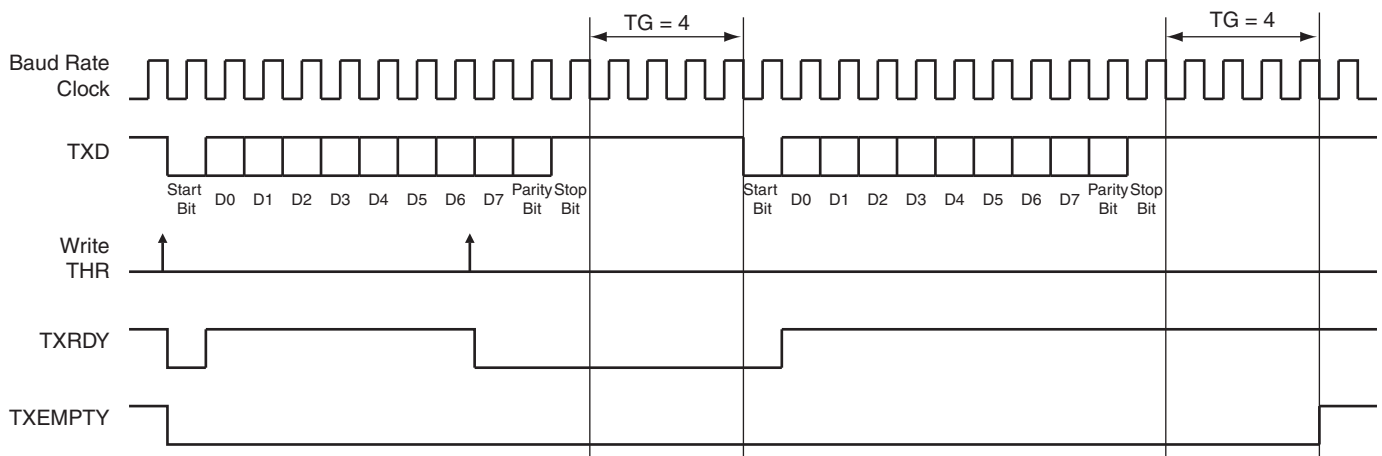 TG = 4
TG = 4
Baud Rate
Clock
TXD
Start
Bit
D0
D1
D2
D3
D4
D5
D6
D7
Parity
Bit
Stop
Bit
Start
Bit
D0
D1
D2
D3
D4
D5
D6
D7
Parity
Bit
Stop
Bit
Write
THR
TXRDY
TXEMPTY